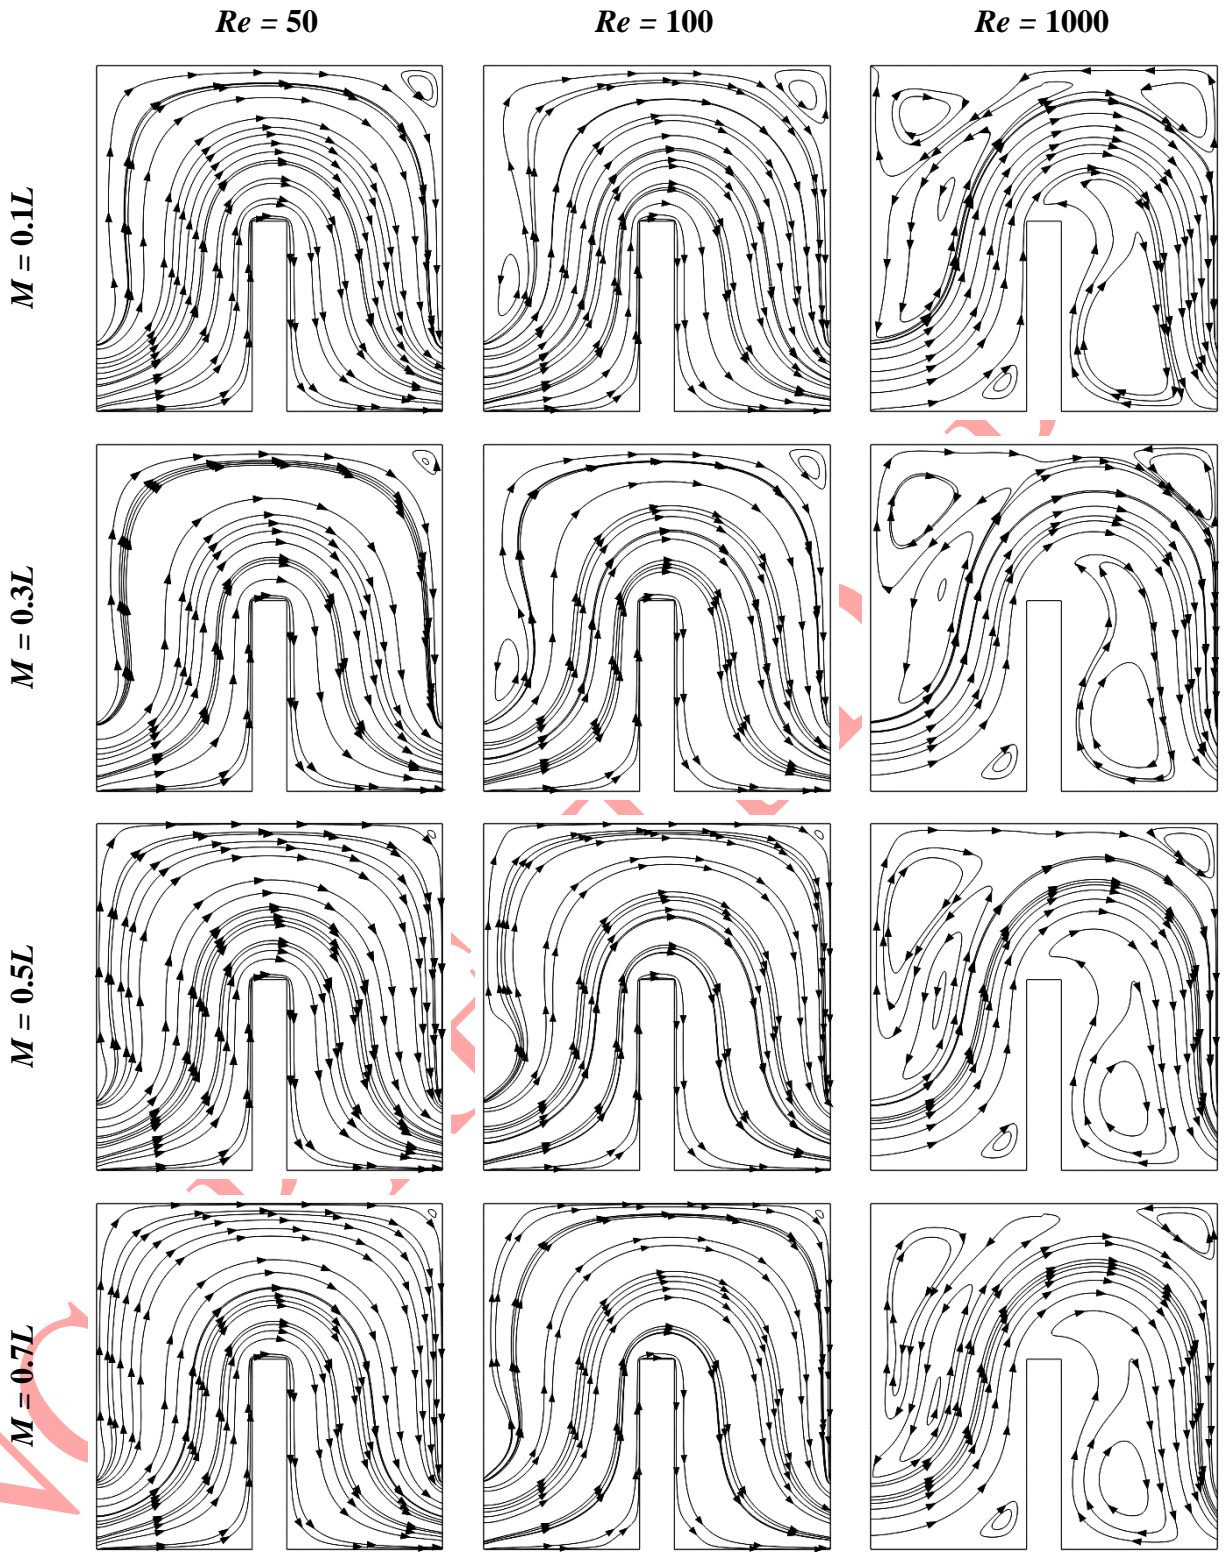 Re = 50
Re = 100
Re = 1000
M = 0.1L
M = 0.3L
M = 0.5L
M = 0.7L